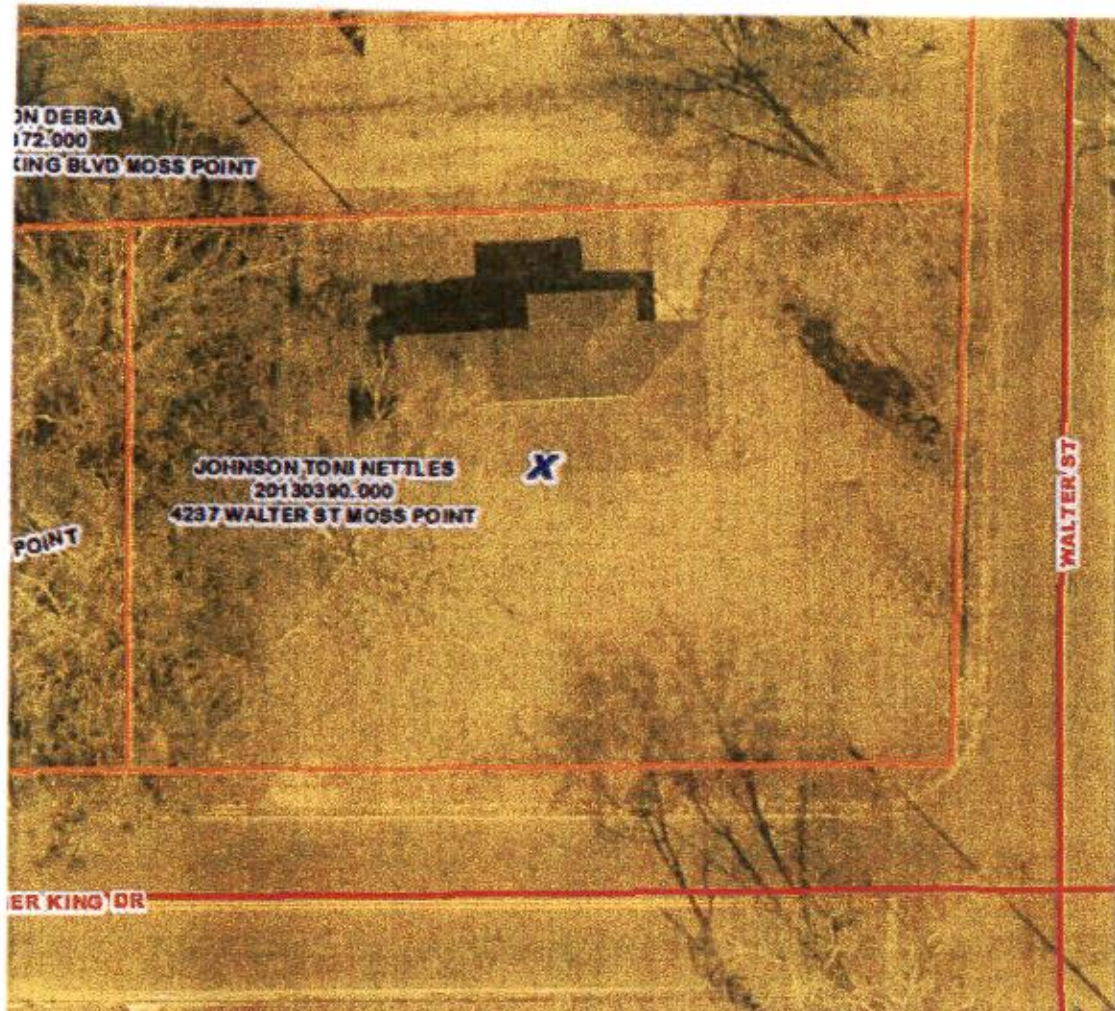 ON DEBRA
172.000
KING BLVD MOSS POINT
JOHNSON TONI NETTLES
20130390.000
4237 WALTER ST MOSS POINT
X
POINT
WALTER ST
HER KING DR